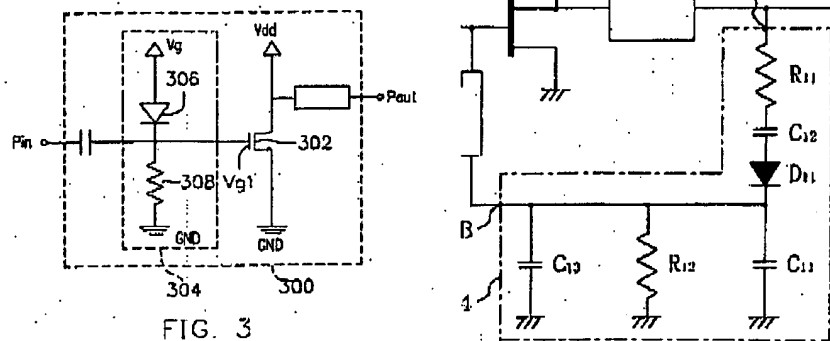 Vg
Vdd
306
Pin
Pout
302
308
Vg1
GND
GND
304
300
FIG. 3
R11
C12
D11
B
C13
R12
C11
4